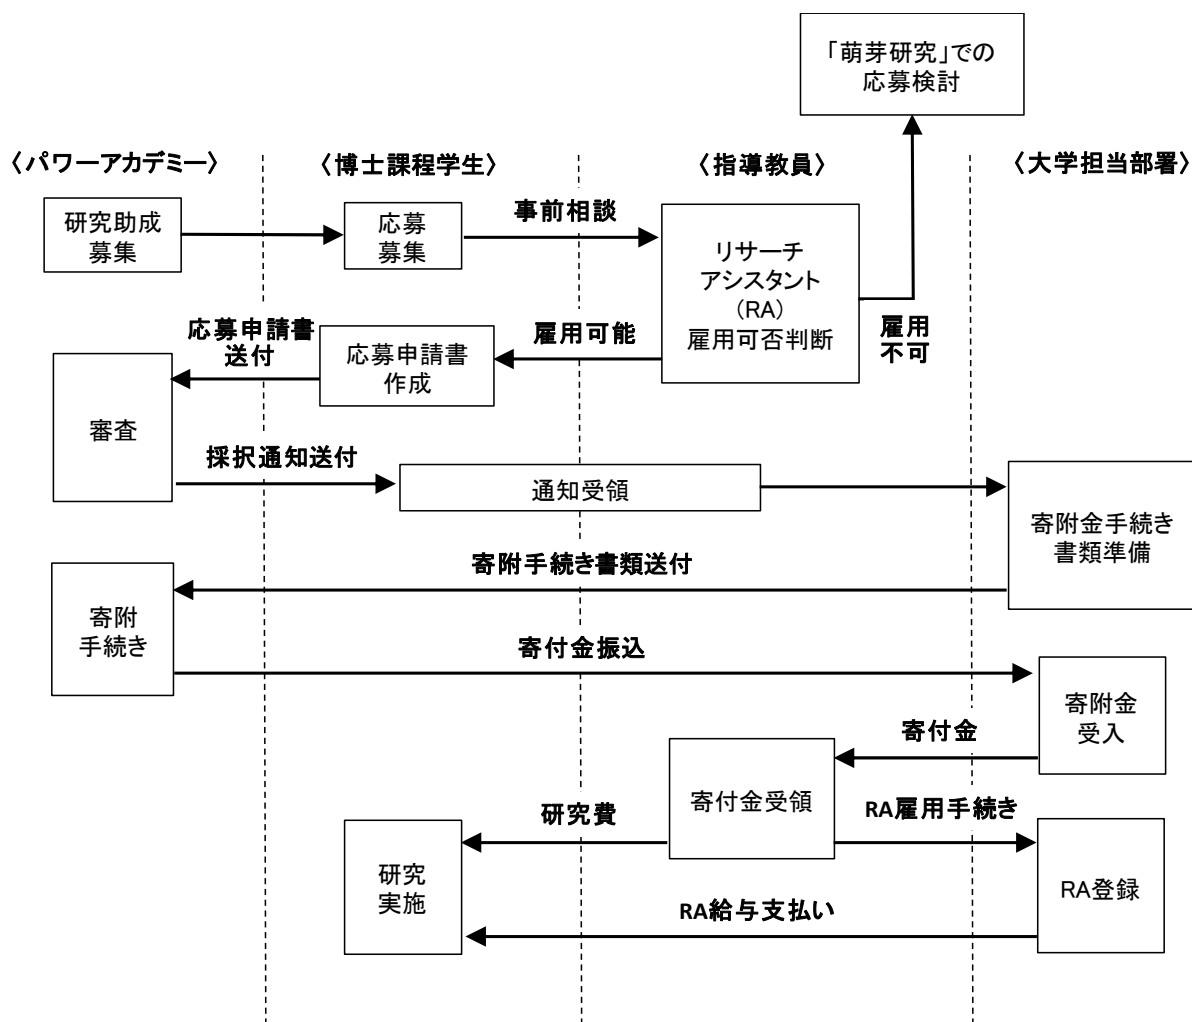 「萌芽研究」での
応募検討
〈パワーアカデミー〉
〈博士課程学生〉
〈指導教員〉
〈大学担当部署〉
研究助成
募集
応募
募集
事前相談
リサーチ
アシスタント
(RA)
雇用可否判断
雇用
不可
雇用可能
応募申請書
作成
応募申請書
送付
審査
採択通知送付
通知受領
寄附金手続き
書類準備
寄附手続き書類送付
寄附
手続き
寄付金振込
寄附金
受入
寄付金
寄付金受領
研究費
RA雇用手続き
研究
実施
RA登録
RA給与支払い